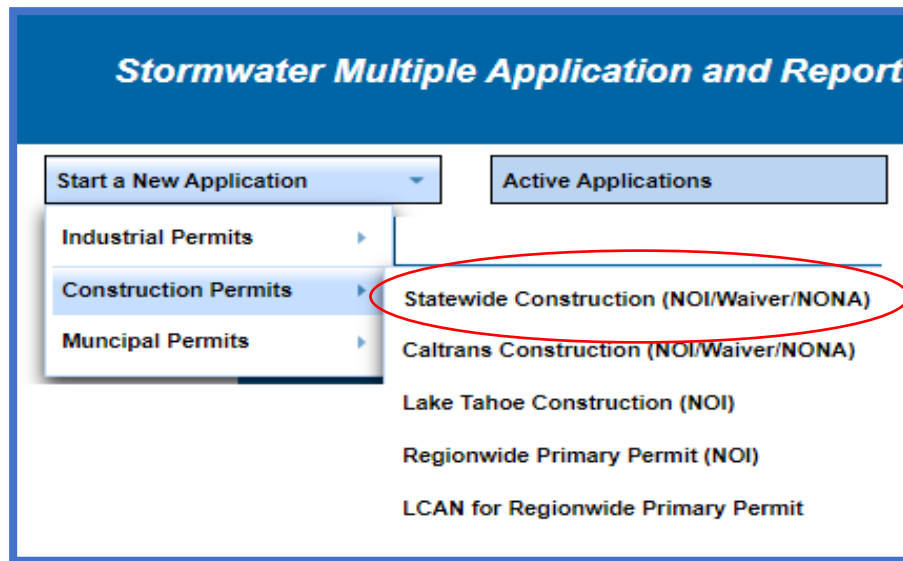 Stormwater Multiple Application and Report
Start a New Application
Active Applications
Industrial Permits
Construction Permits
Muncipal Permits
Statewide Construction (NOI/Waiver/NONA)
Caltrans Construction (NOI/Waiver/NONA)
Lake Tahoe Construction (NOI)
Regionwide Primary Permit (NOI)
LCAN for Regionwide Primary Permit